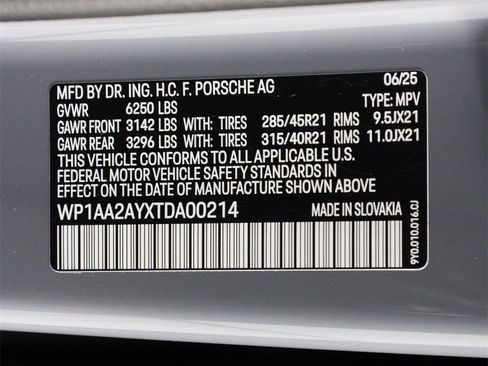 MFD BY DR. ING. H.C. F. PORSCHE AG 06/25
GVWR 6250 LBS TYPE: MPV
GAWR FRONT 3142 LBS WITH: TIRES 285/45R21 RIMS 9.5JX21
GAWR REAR 3296 LBS WITH: TIRES 315/40R21 RIMS 11.0JX21
THIS VEHICLE CONFORMS TO ALL APPLICABLE
FEDERAL MOTOR VEHICLE SAFETY STANDARDS IN
EFFECT ON THE DATE OF MANUFACTURE SHOWN ABOVE
WP1AA2AYXTDA00214 MADE IN SLOVAKIA
9Y0.010.016.CJ